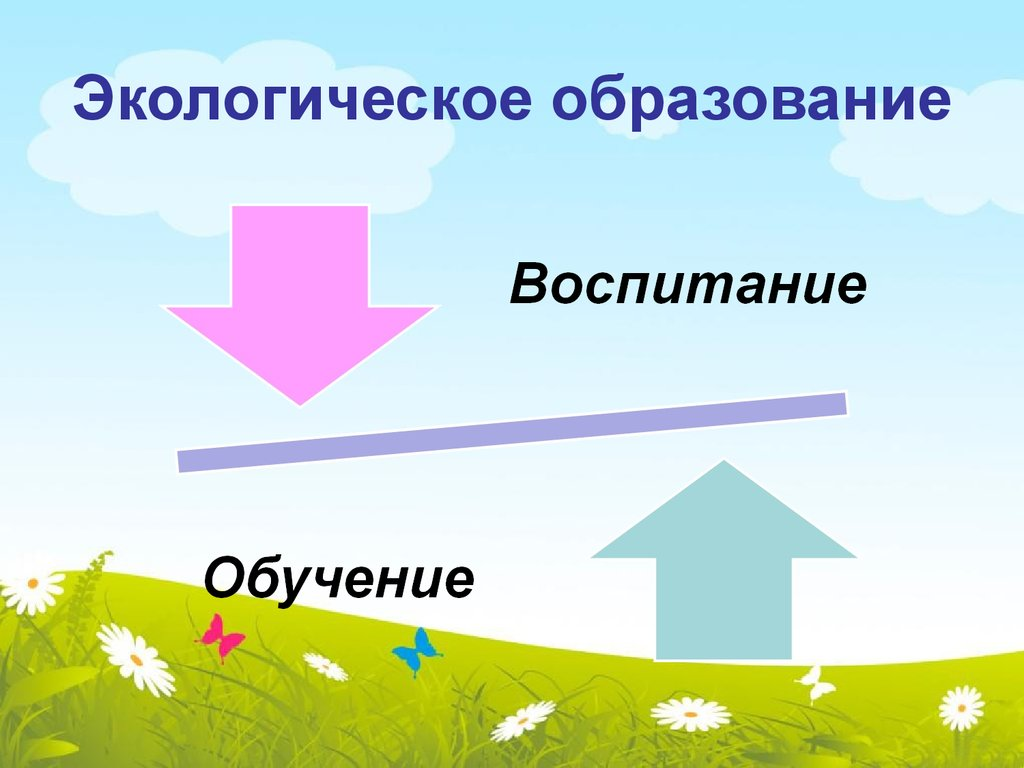 Экологическое образование
Воспитание
Обучение